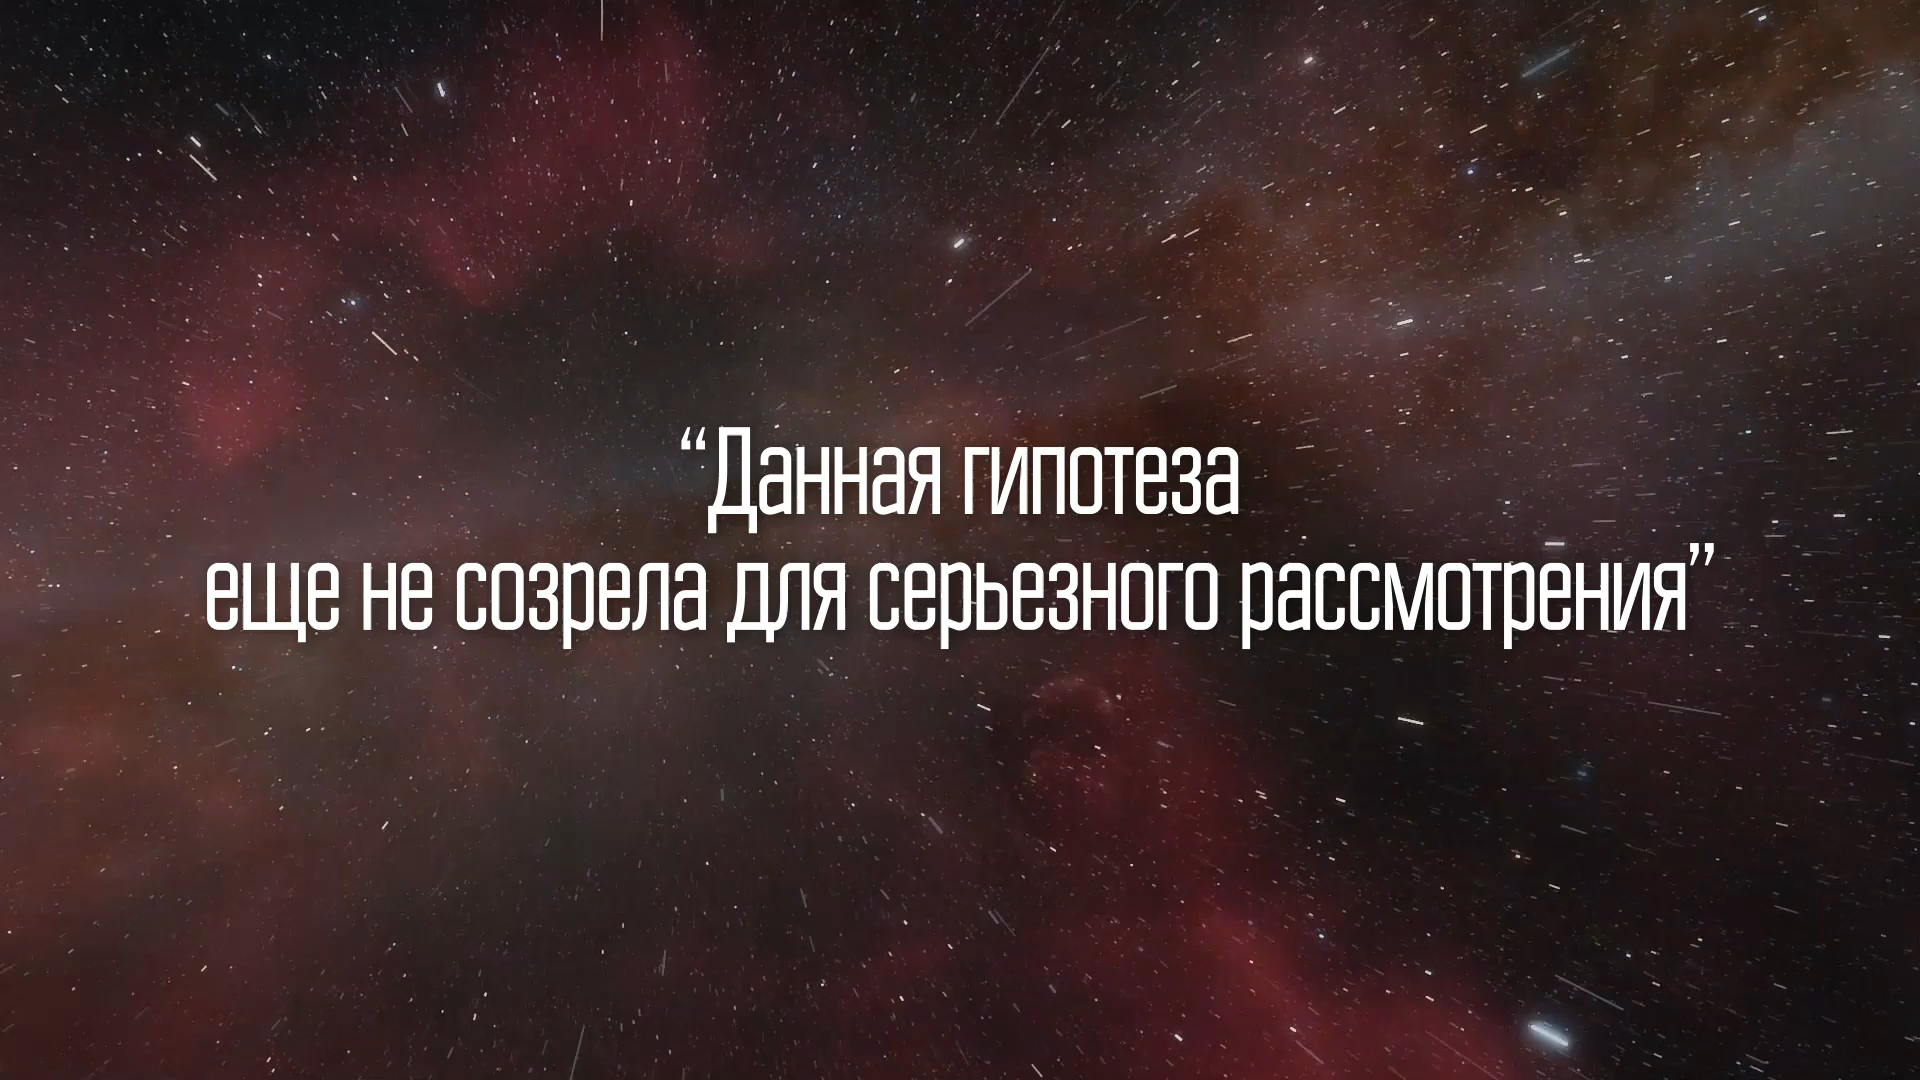 “Данная гипотеза
еще не созрела для серьезного рассмотрения”